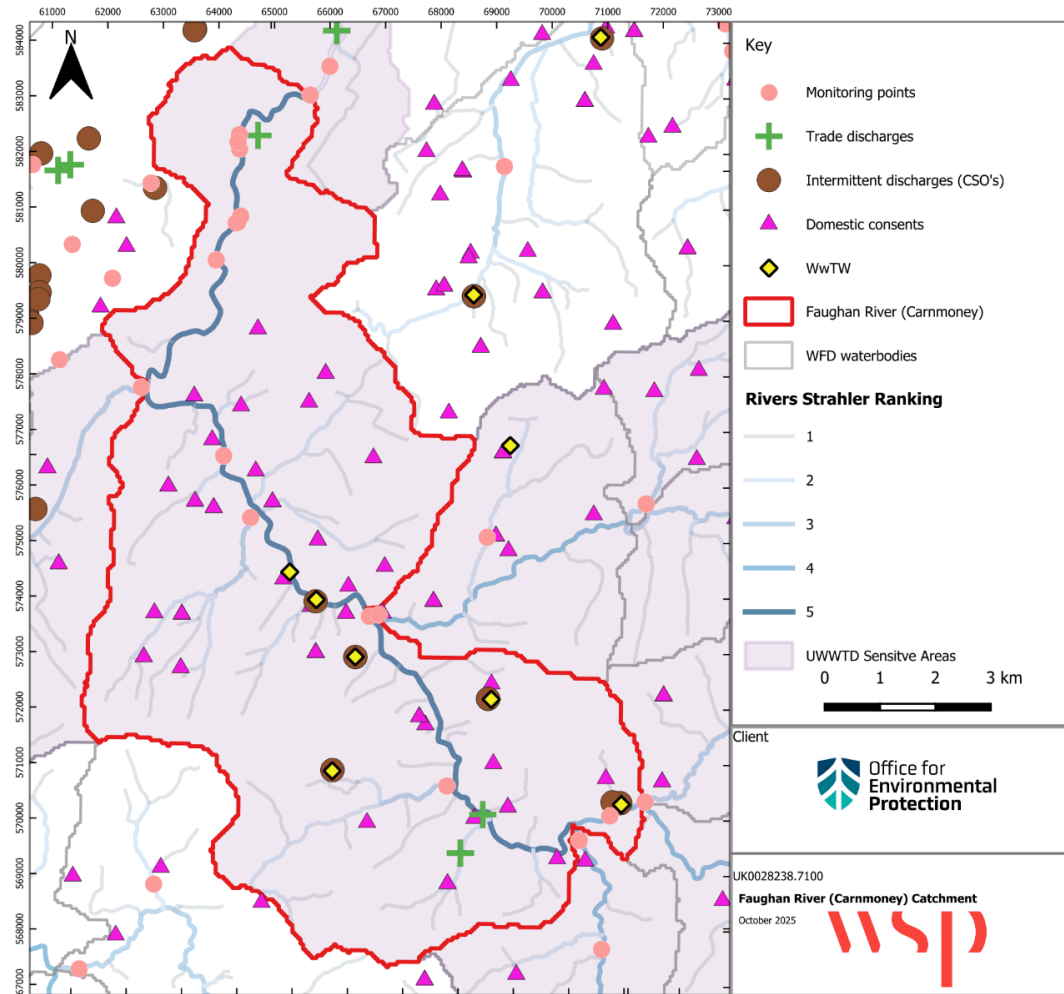 61000 62000 63000 64000 65000 66000 67000 68000 69000 70000 71000 72000 73000
584000
583000
582000
581000
580000
579000
578000
577000
576000
575000
574000
573000
572000
571000
570000
569000
568000
567000
N
Key
Monitoring points
Trade discharges
Intermittent discharges (CSO's)
Domestic consents
WwTW
Faughan River (Carnmoney)
WFD waterbodies
Rivers Strahler Ranking
1
2
3
4
5
UWWTD Sensitve Areas
0 1 2 3 km
Client
Office for
Environmental
Protection
UK0028238.7100
Faughan River (Carnmoney) Catchment
October 2025
wsp